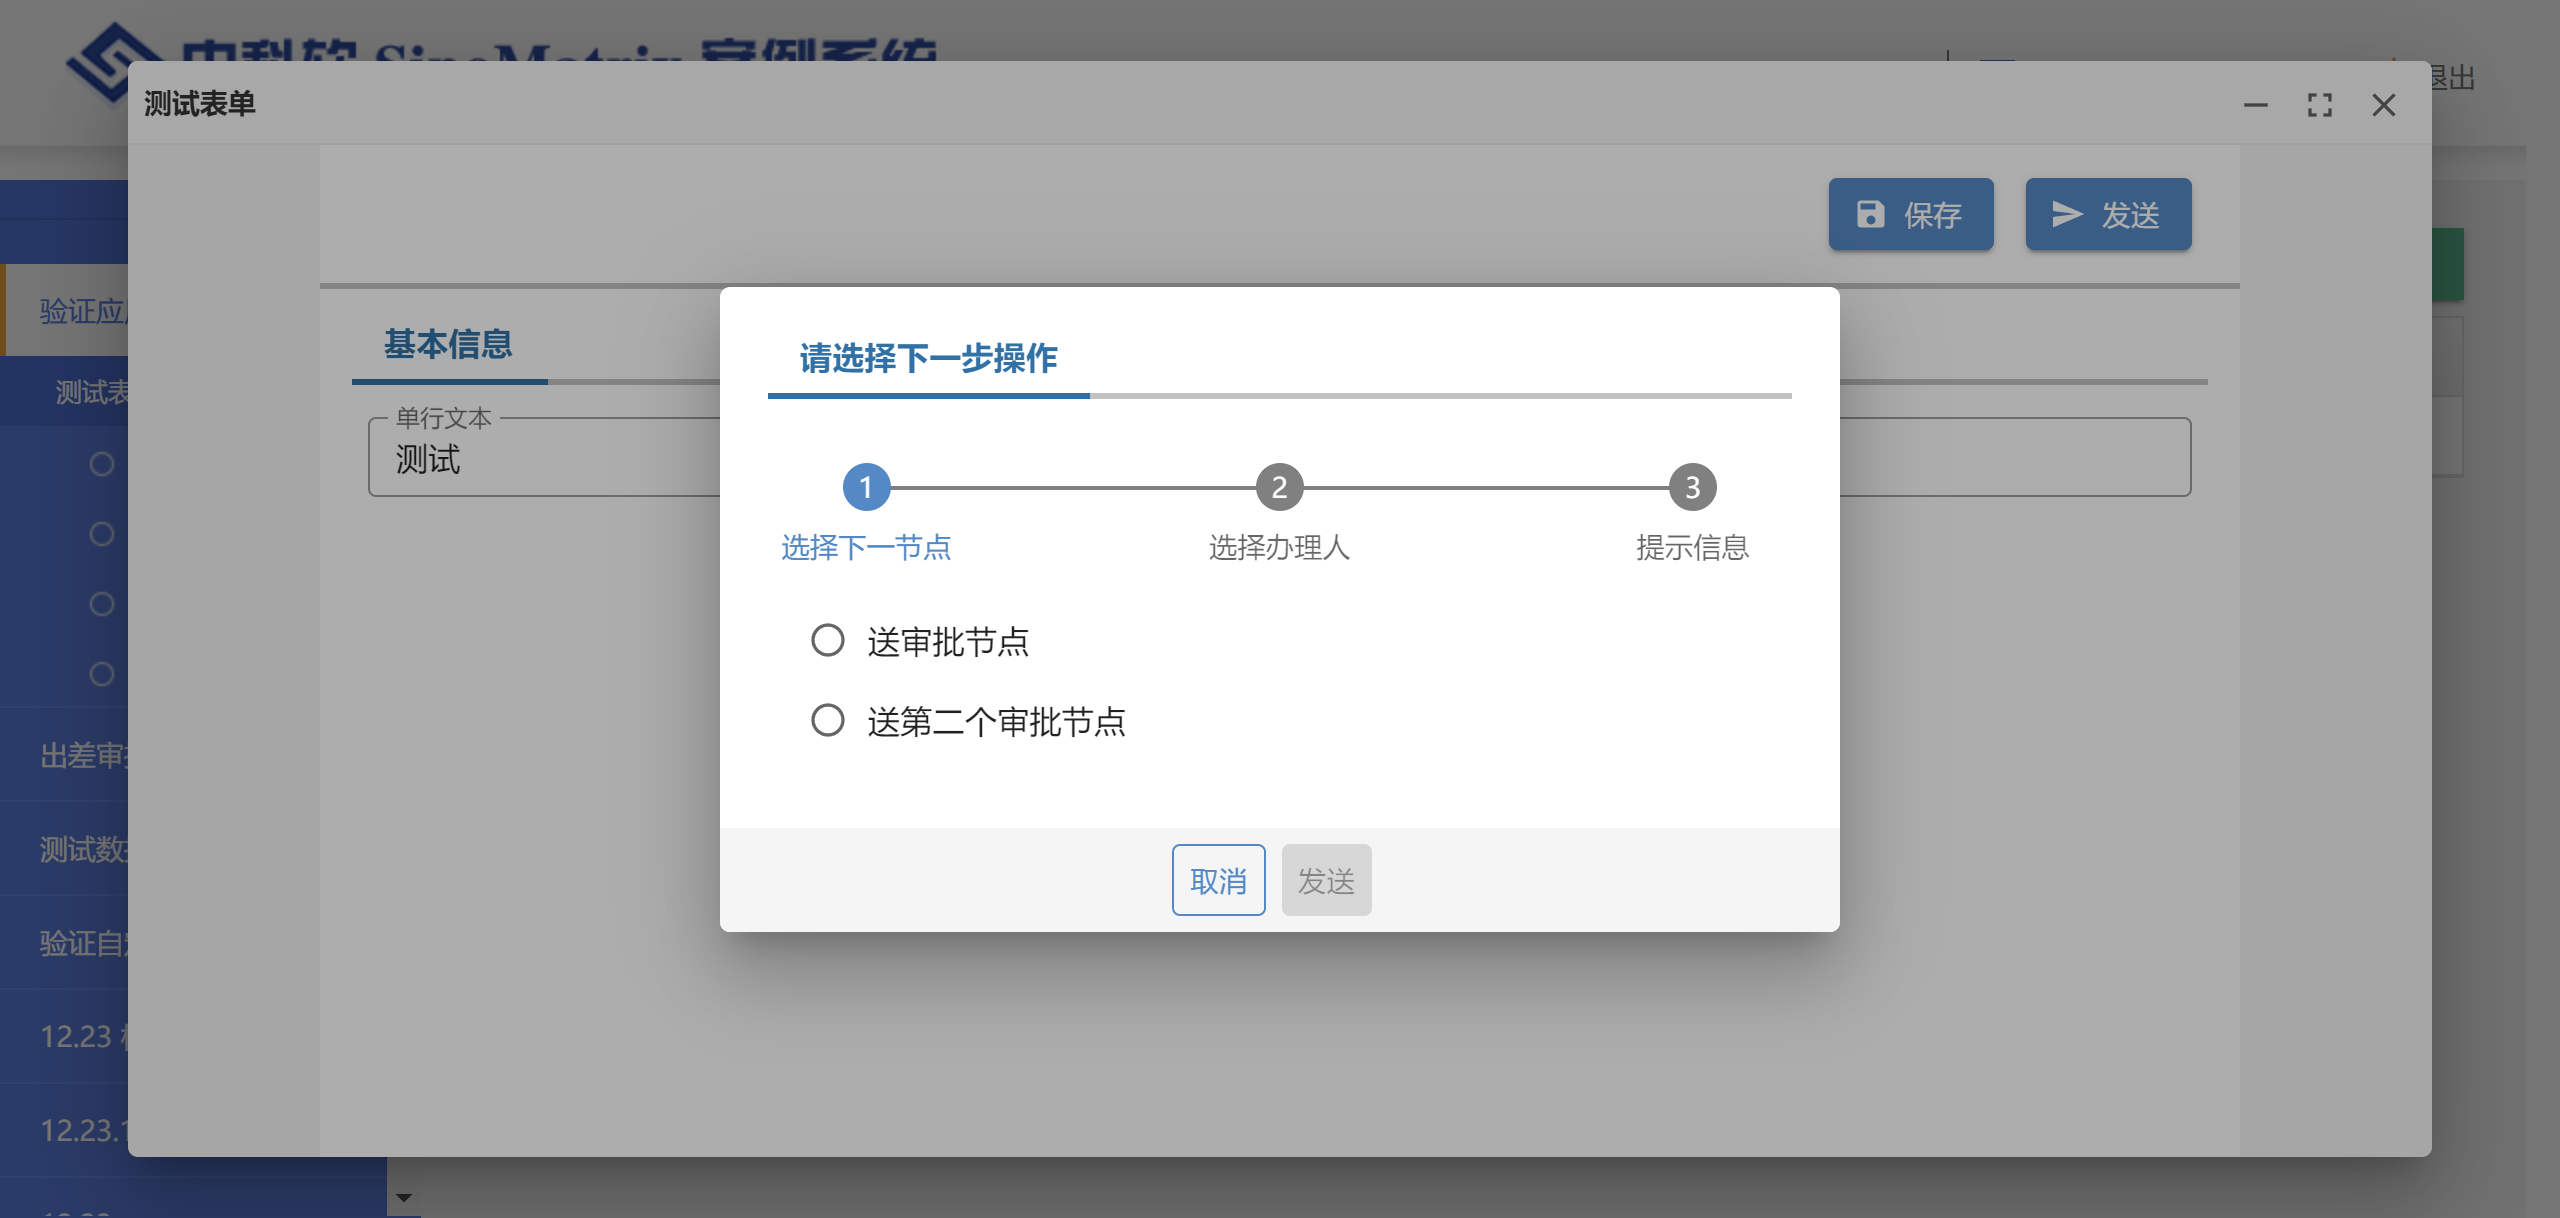 退出
测试表单
保存
发送
基本信息
单行文本
测试
请选择下一步操作
1
2
3
选择下一节点
选择办理人
提示信息
送审批节点
送第二个审批节点
取消
发送
验证应
测试表
出差审
测试数
验证自
12.23
12.23.1